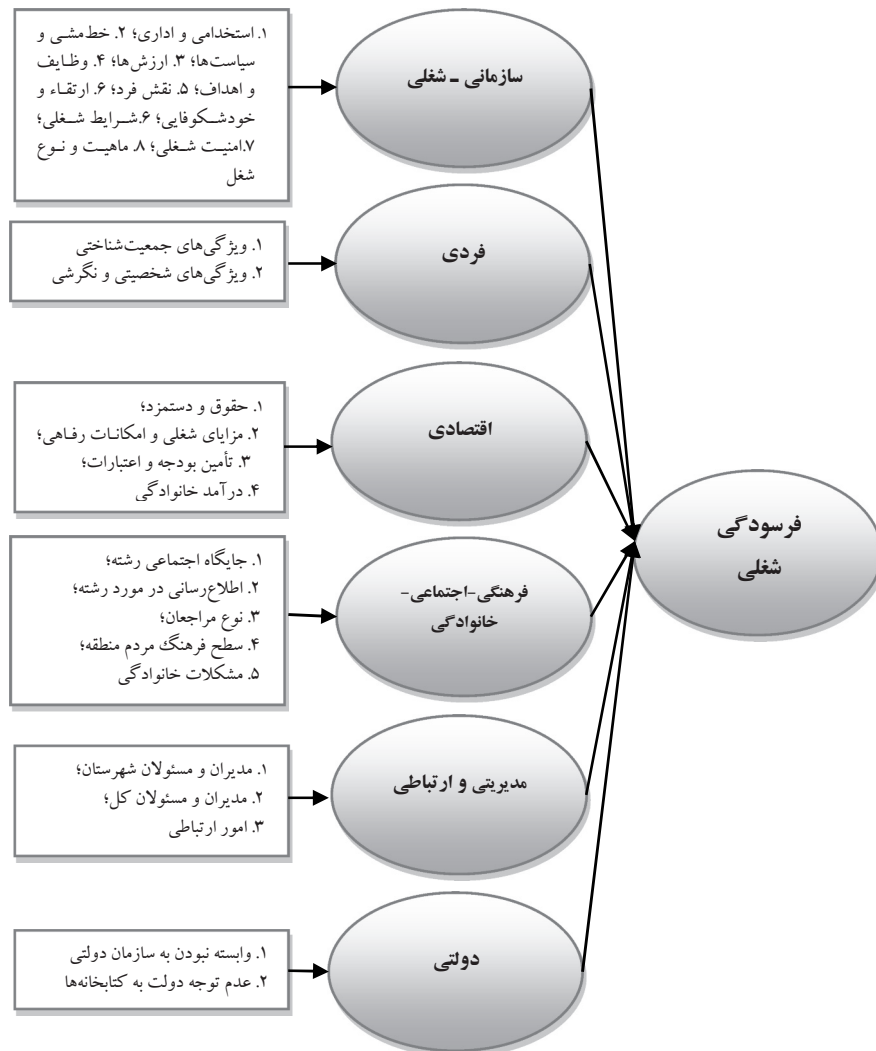 ۱. استخدامی و اداری؛ ۲. خط‌مشی و
سیاست‌ها؛ ۳. ارزش‌ها؛ ۴. وظایف
و اهداف؛ ۵. نقش فرد؛ ۶. ارتقاء و
خودشکوفایی؛ ۶.شرایط شغلی؛
۷.امنیت شغلی؛ ۸. ماهیت و نوع
شغل
سازمانی ـ شغلی
۱. ویژگی‌های جمعیت‌شناختی
۲. ویژگی‌های شخصیتی و نگرشی
فردی
۱. حقوق و دستمزد؛
۲. مزایای شغلی و امکانات رفاهی؛
۳. تأمین بودجه و اعتبارات؛
۴. درآمد خانوادگی
اقتصادی
۱. جایگاه اجتماعی رشته؛
۲. اطلاع‌رسانی در مورد رشته؛
۳. نوع مراجعان؛
۴. سطح فرهنگ مردم منطقه؛
۵. مشکلات خانوادگی
فرهنگی-اجتماعی-
خانوادگی
۱. مدیران و مسئولان شهرستان؛
۲. مدیران و مسئولان کل؛
۳. امور ارتباطی
مدیریتی و ارتباطی
۱. وابسته نبودن به سازمان دولتی
۲. عدم توجه دولت به کتابخانه‌ها
دولتی
فرسودگی
شغلی